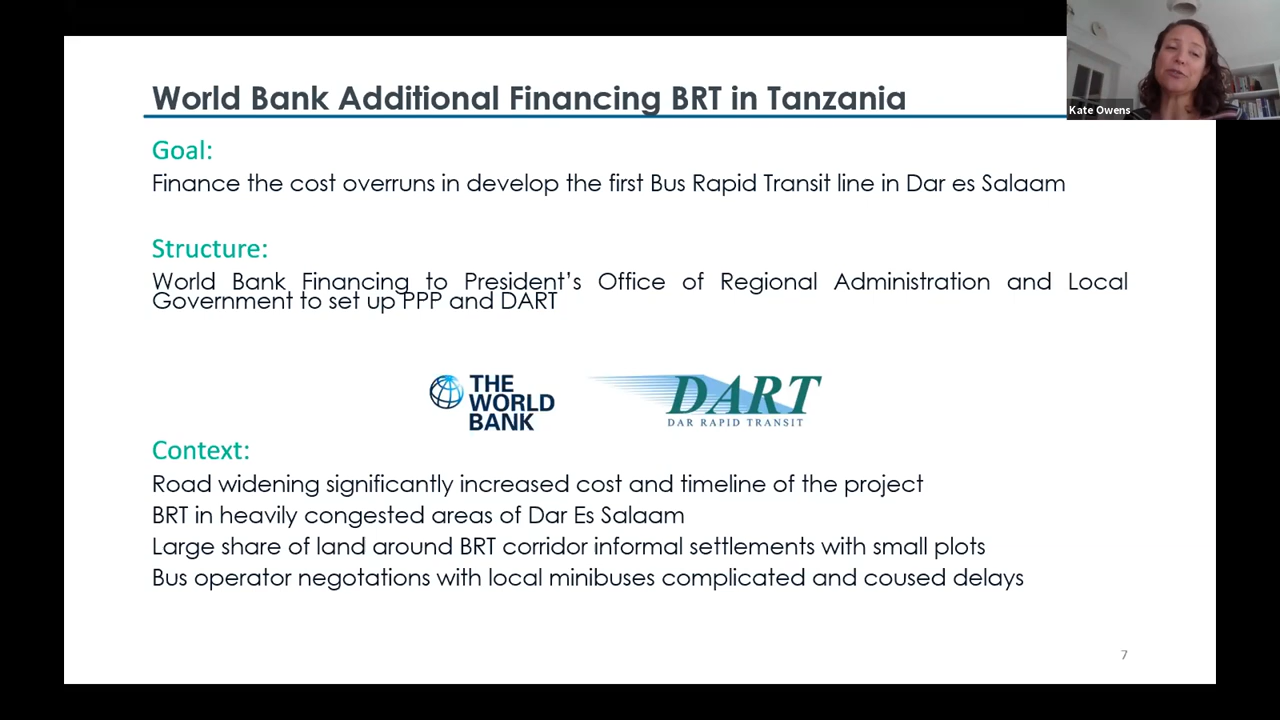 World Bank Additional Financing BRT in Tanzania
Kate Owens
Goal:
Finance the cost overruns in develop the first Bus Rapid Transit line in Dar es Salaam
Structure:
World Bank Financing to President’s Office of Regional Administration and Local
Government to set up PPP and DART
THE
WORLD
BANK
DART
DAR RAPID TRANSIT
Context:
Road widening significantly increased cost and timeline of the project
BRT in heavily congested areas of Dar Es Salaam
Large share of land around BRT corridor informal settlements with small plots
Bus operator negotations with local minibuses complicated and coused delays
7